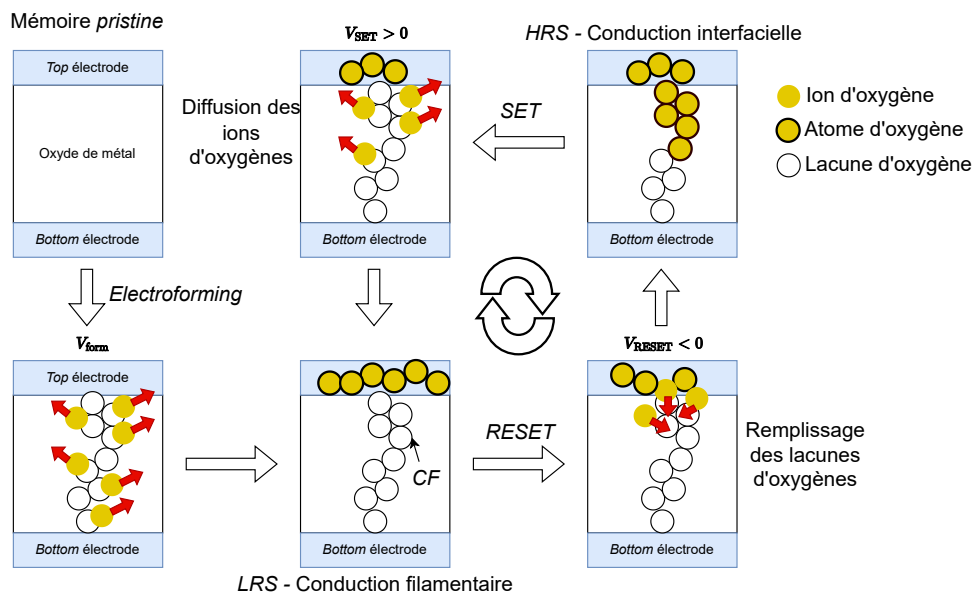 Mémoire pristine
V_SET > 0
HRS - Conduction interfacielle
Top électrode
Oxyde de métal
Bottom électrode
Diffusion des
ions
d'oxygènes
Bottom électrode
SET
Bottom électrode
Ion d'oxygène
Atome d'oxygène
Lacune d'oxygène
Electroforming
V_form
V_RESET < 0
Top électrode
Bottom électrode
CF
Bottom électrode
RESET
Bottom électrode
Remplissage
des lacunes
d'oxygènes
LRS - Conduction filamentaire